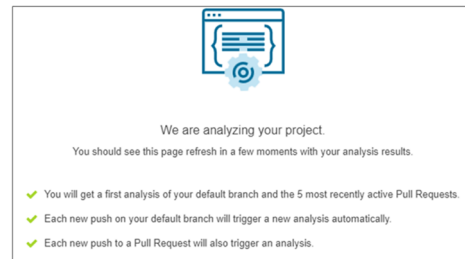 We are analyzing your project.
You should see this page refresh in a few moments with your analysis results.
You will get a first analysis of your default branch and the 5 most recently active Pull Requests.
Each new push on your default branch will trigger a new analysis automatically.
Each new push to a Pull Request will also trigger an analysis.